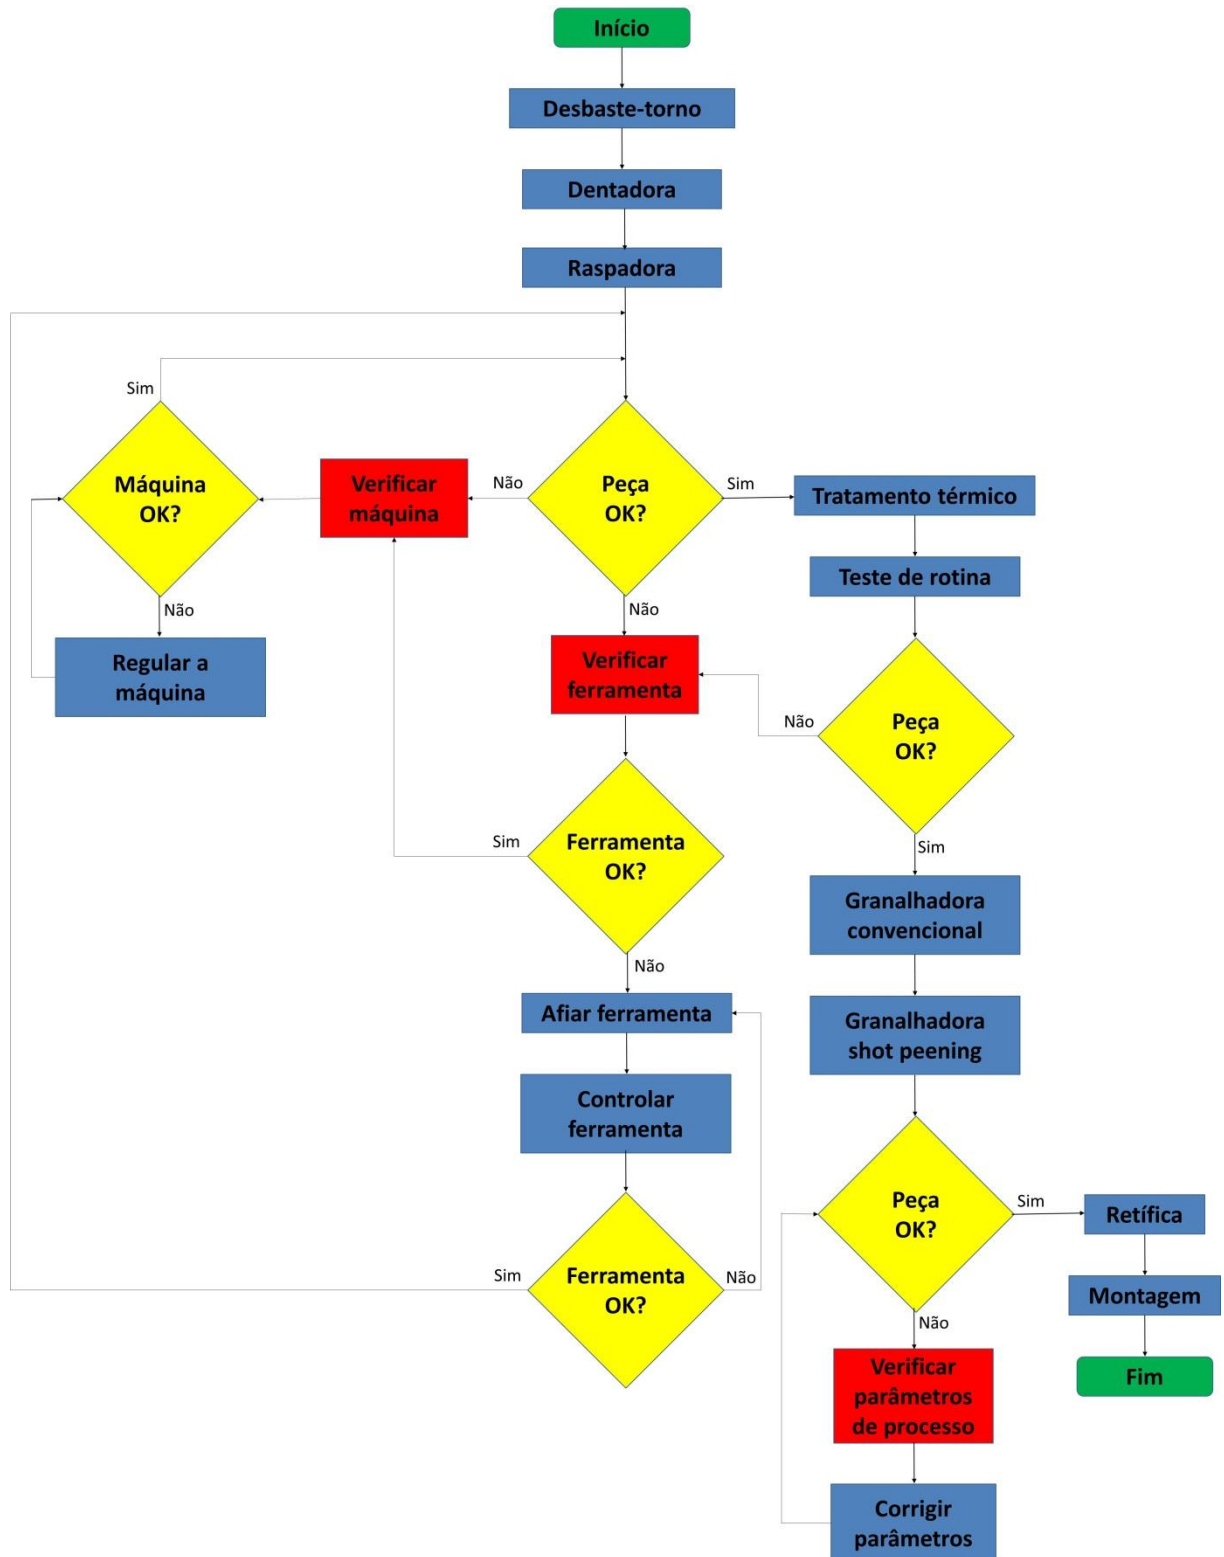 Início
Desbaste-torno
Dentadora
Raspadora
Sim
Máquina
OK?
Verificar
máquina
Não
Peça
OK?
Sim
Tratamento térmico
Teste de rotina
Não
Regular a
máquina
Não
Verificar
ferramenta
Não
Peça
OK?
Sim
Ferramenta
OK?
Sim
Granalhadora
convencional
Não
Afiar ferramenta
Granalhadora
shot peening
Controlar
ferramenta
Sim
Ferramenta
OK?
Não
Peça
OK?
Sim
Retífica
Montagem
Fim
Não
Verificar
parâmetros
de processo
Corrigir
parâmetros